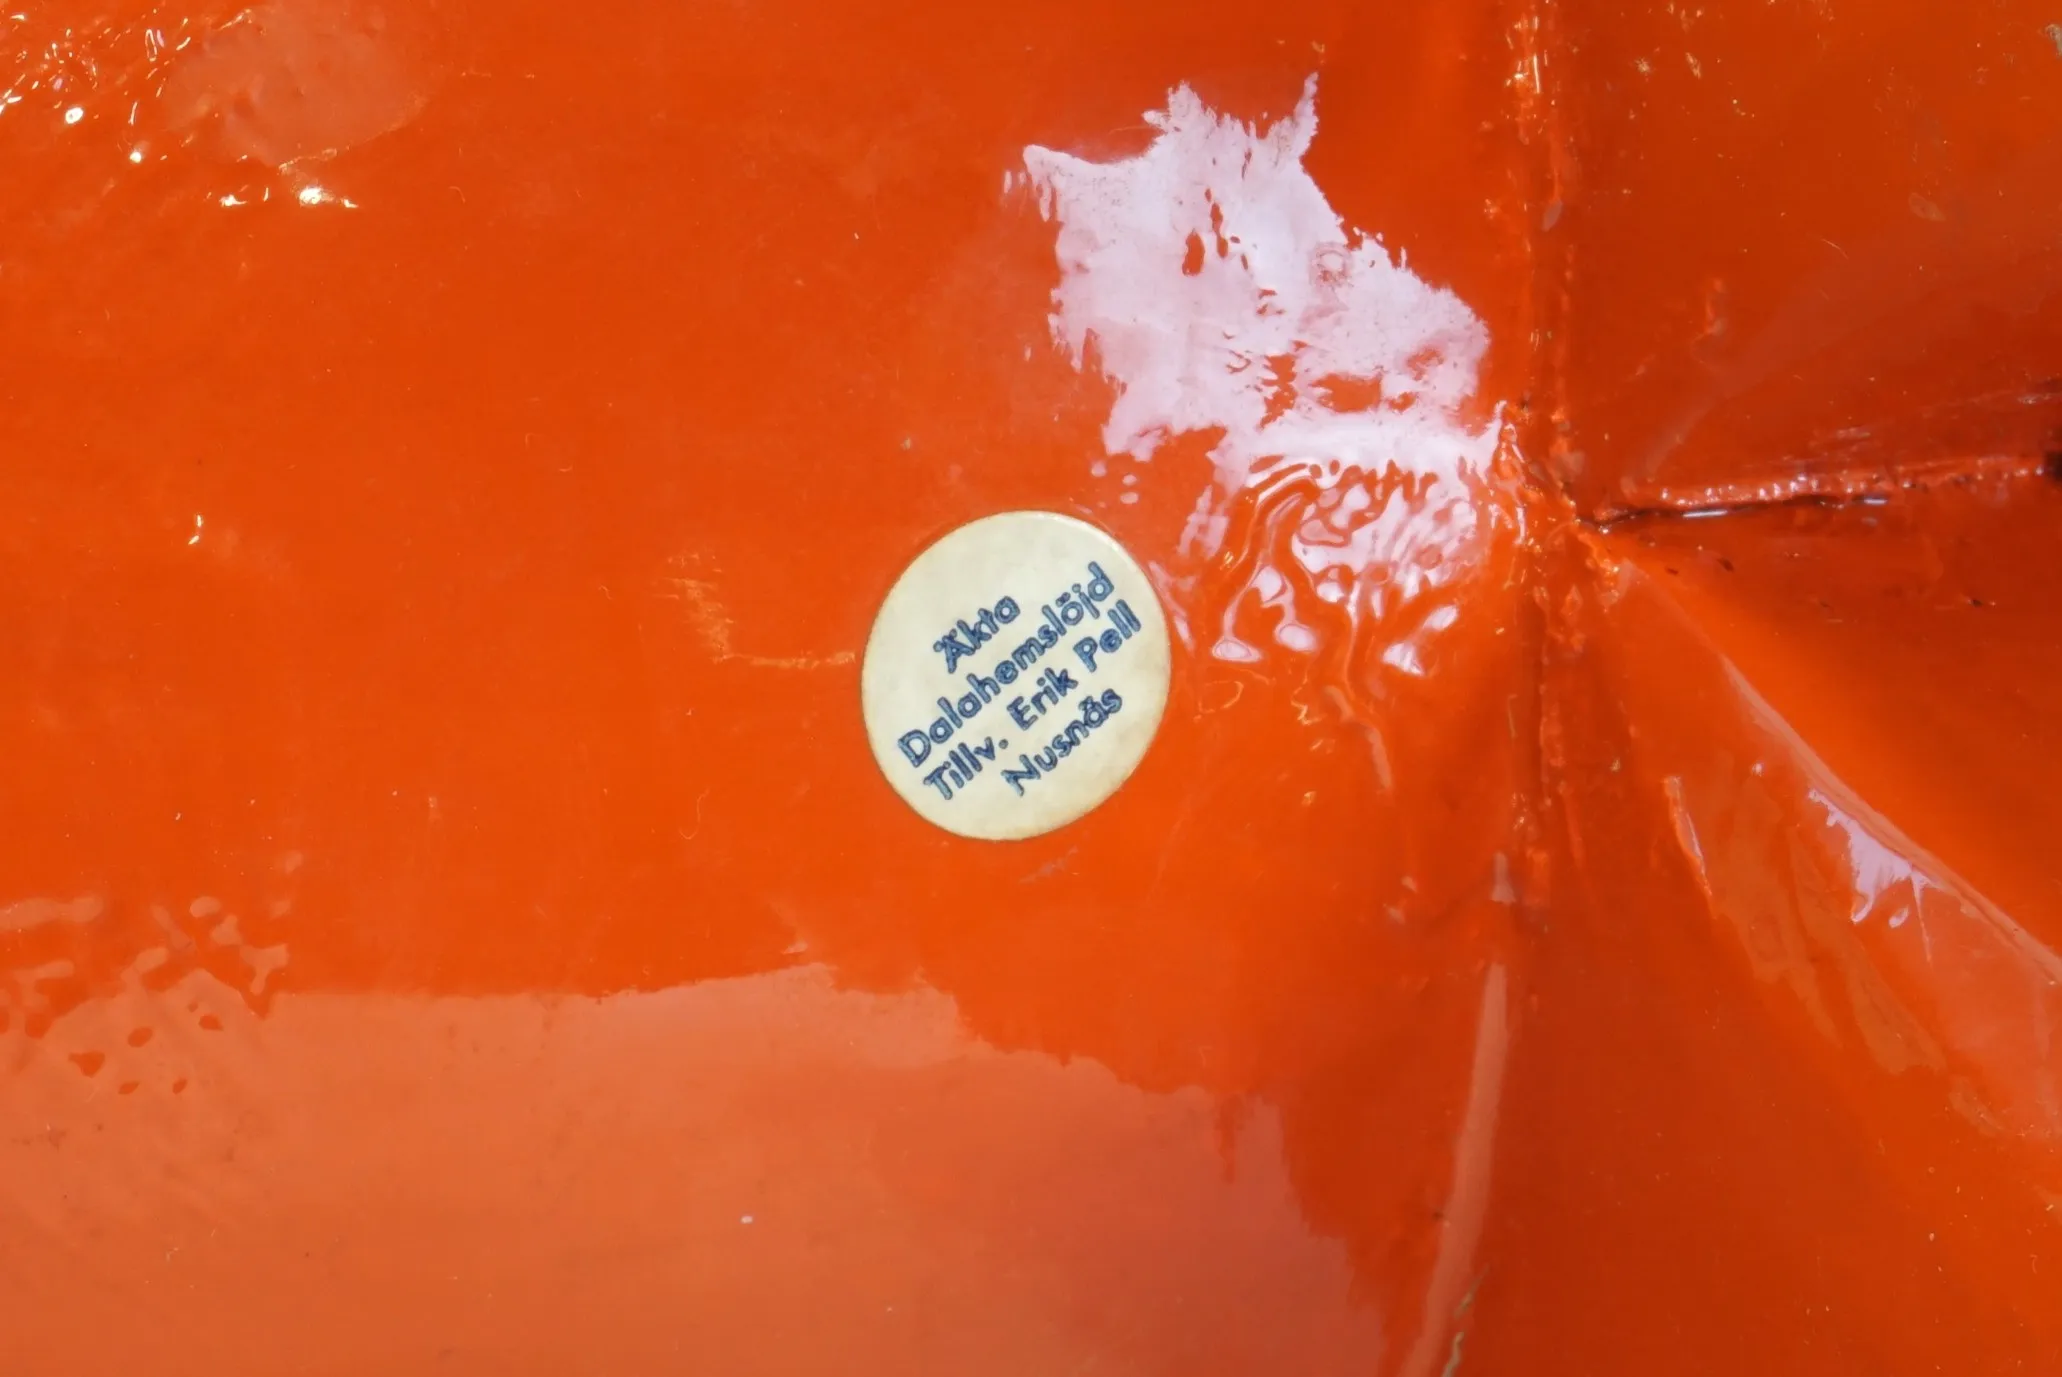 Äkta
Dalahemslöjd
Tillv. Erik Pell
Nusnäs